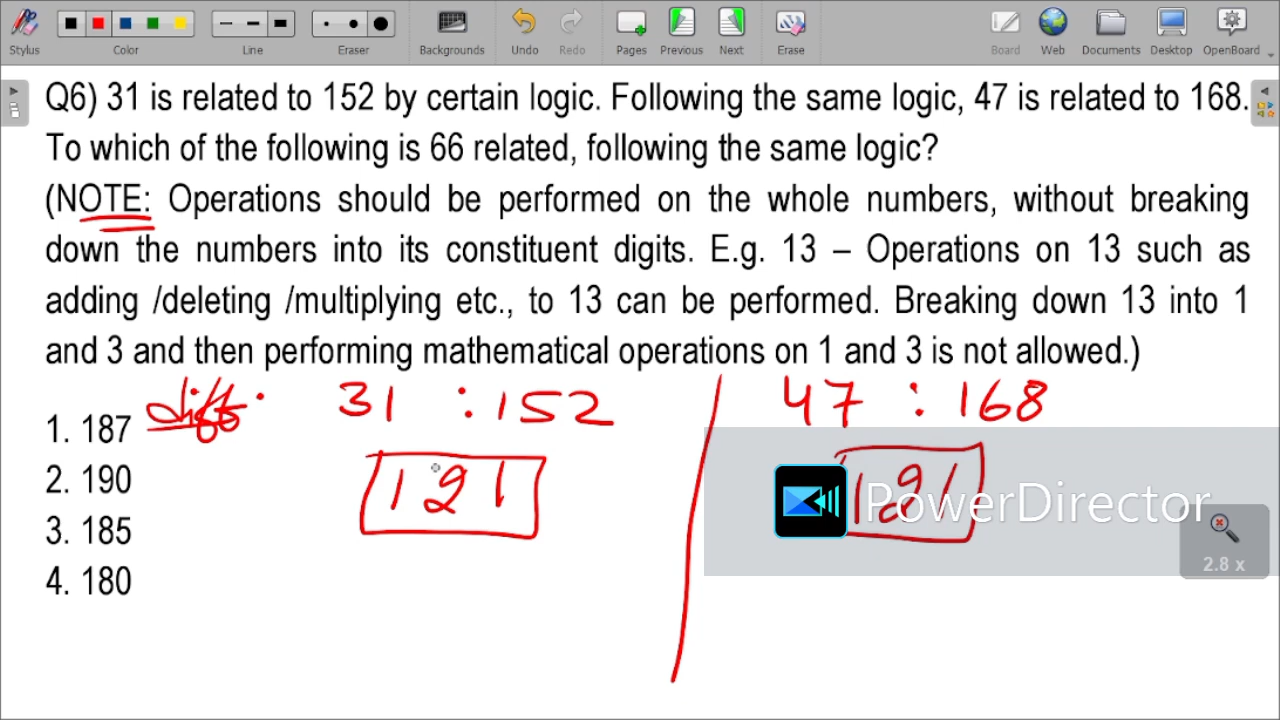 Stylus Color Line Eraser Backgrounds Undo Redo Pages Previous Next Erase Board Web Documents Desktop OpenBoard
Q6) 31 is related to 152 by certain logic. Following the same logic, 47 is related to 168.
To which of the following is 66 related, following the same logic?
(NOTE: Operations should be performed on the whole numbers, without breaking
down the numbers into its constituent digits. E.g. 13 – Operations on 13 such as
adding /deleting /multiplying etc., to 13 can be performed. Breaking down 13 into 1
and 3 and then performing mathematical operations on 1 and 3 is not allowed.)
diff. 31 : 152 47 : 168
1. 187
121 121
PowerDirector
2. 190
3. 185
2.8 x
4. 180